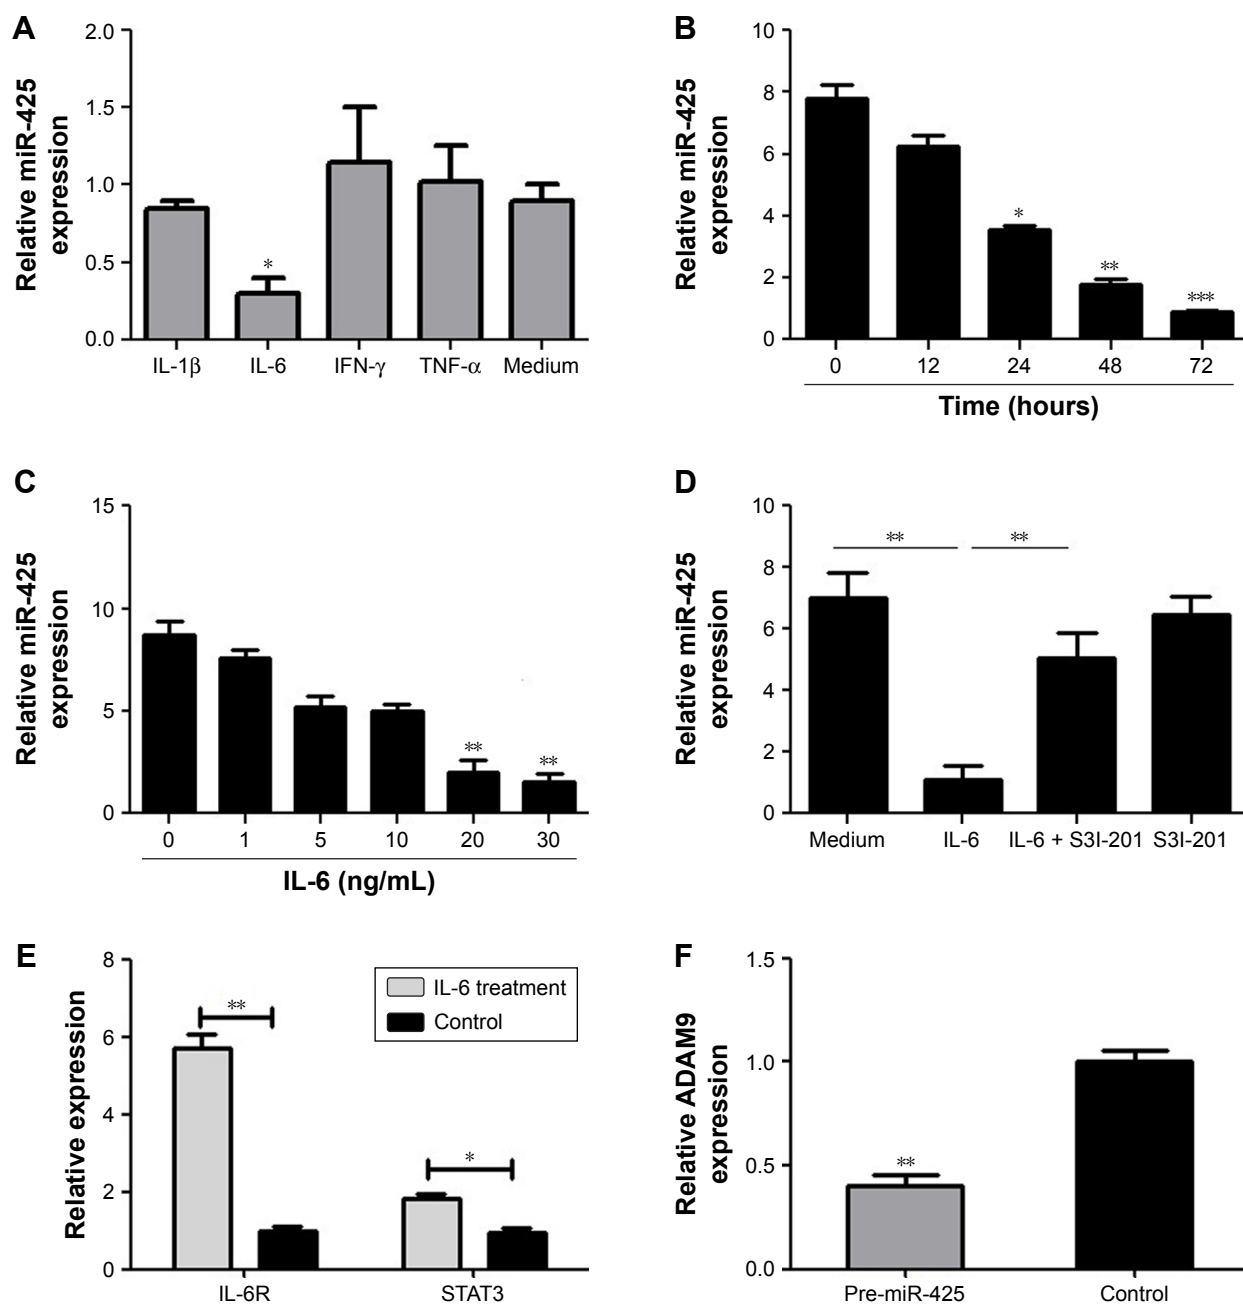 A
Relative miR-425
expression
2.0
1.5
1.0
0.5
0.0
*
IL-1β IL-6 IFN-γ TNF-α Medium
B
Relative miR-425
expression
10
8
6
4
2
0
*
**
***
0 12 24 48 72
Time (hours)
C
Relative miR-425
expression
15
10
5
0
** **
0 1 5 10 20 30
IL-6 (ng/mL)
D
Relative miR-425
expression
10
8
6
4
2
0
** **
Medium IL-6 IL-6 + S3I-201 S3I-201
E
Relative expression
8
6
4
2
0
**
*
IL-6 treatment
Control
IL-6R STAT3
F
Relative ADAM9
expression
1.5
1.0
0.5
0.0
**
Pre-miR-425 Control